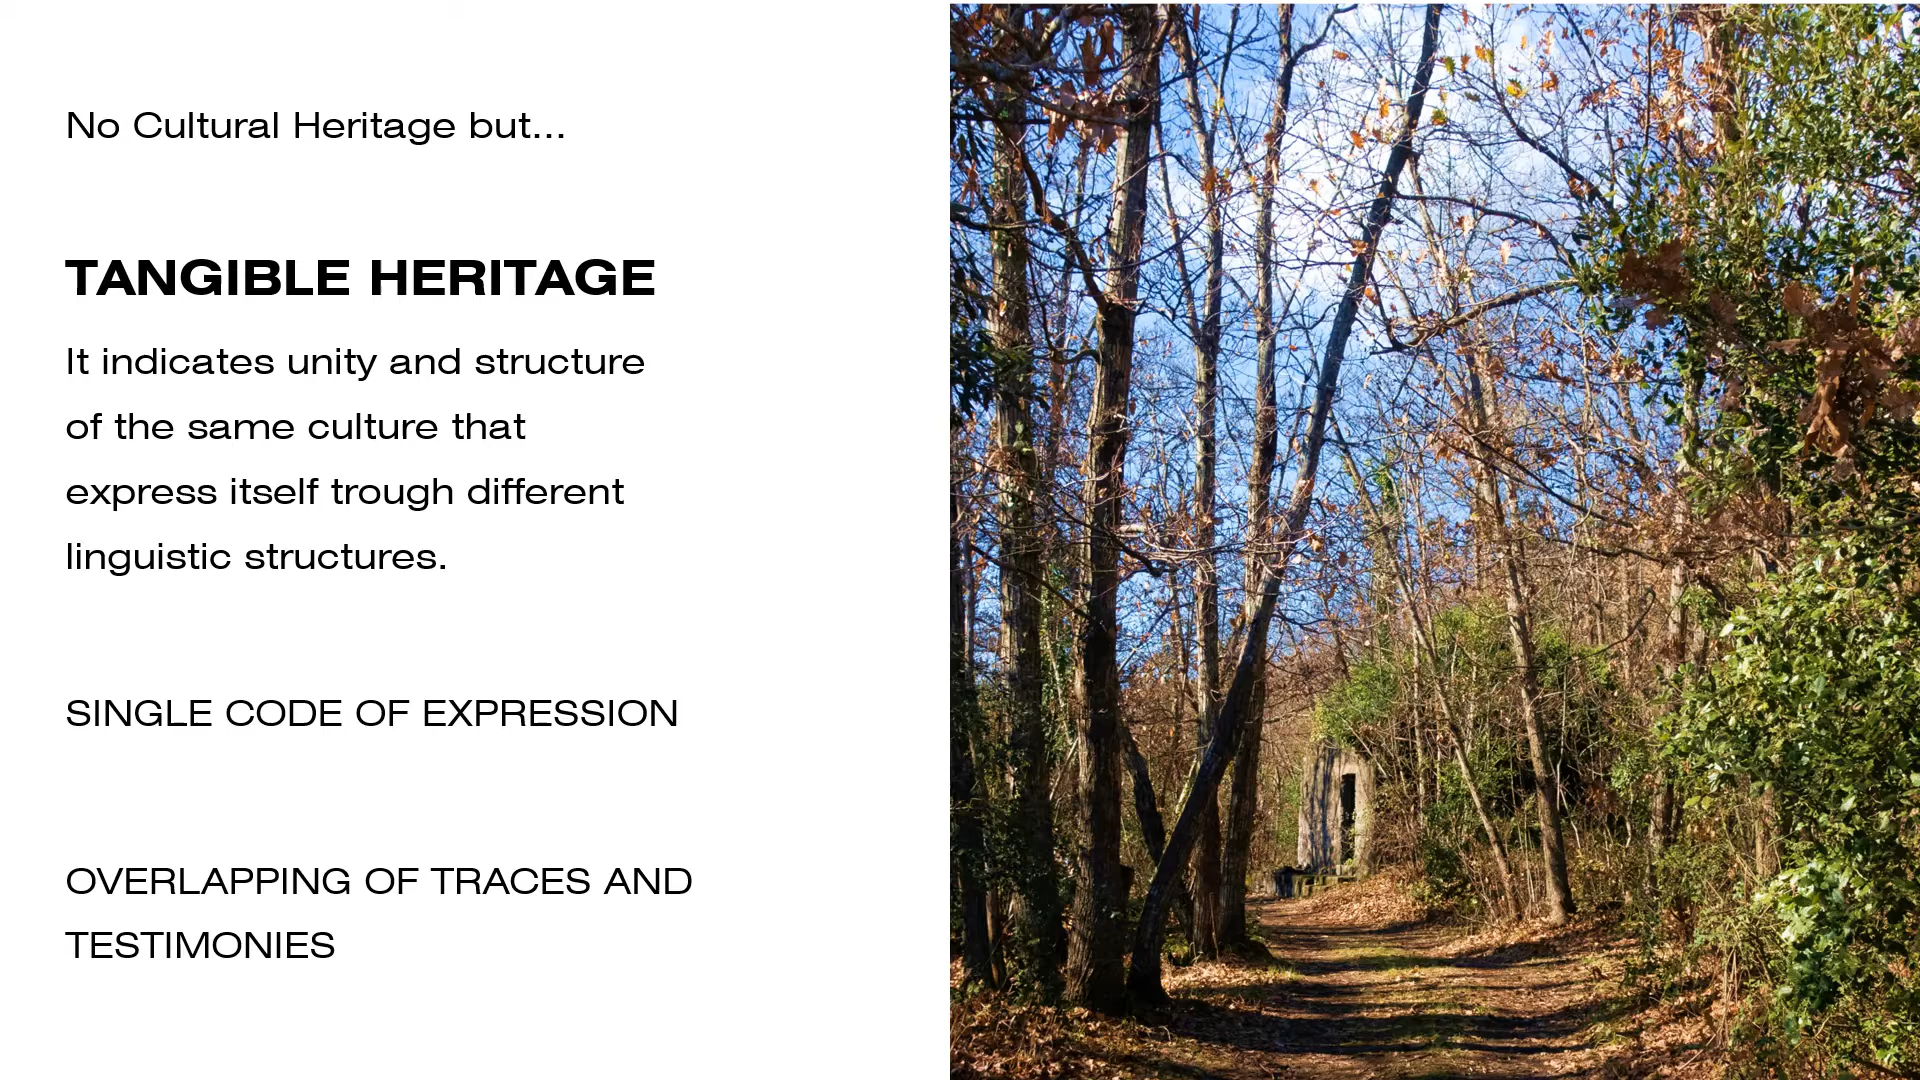 No Cultural Heritage but...
TANGIBLE HERITAGE
It indicates unity and structure
of the same culture that
express itself trough different
linguistic structures.
SINGLE CODE OF EXPRESSION
OVERLAPPING OF TRACES AND
TESTIMONIES